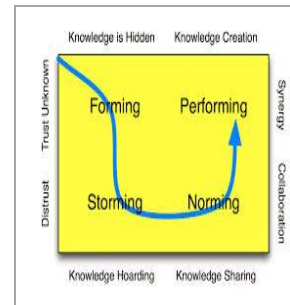 Knowledge is Hidden
Knowledge Creation
Trust Unknown
Forming
Performing
Synergy
Distrust
Storming
Norming
Collaboration
Knowledge Hoarding
Knowledge Sharing